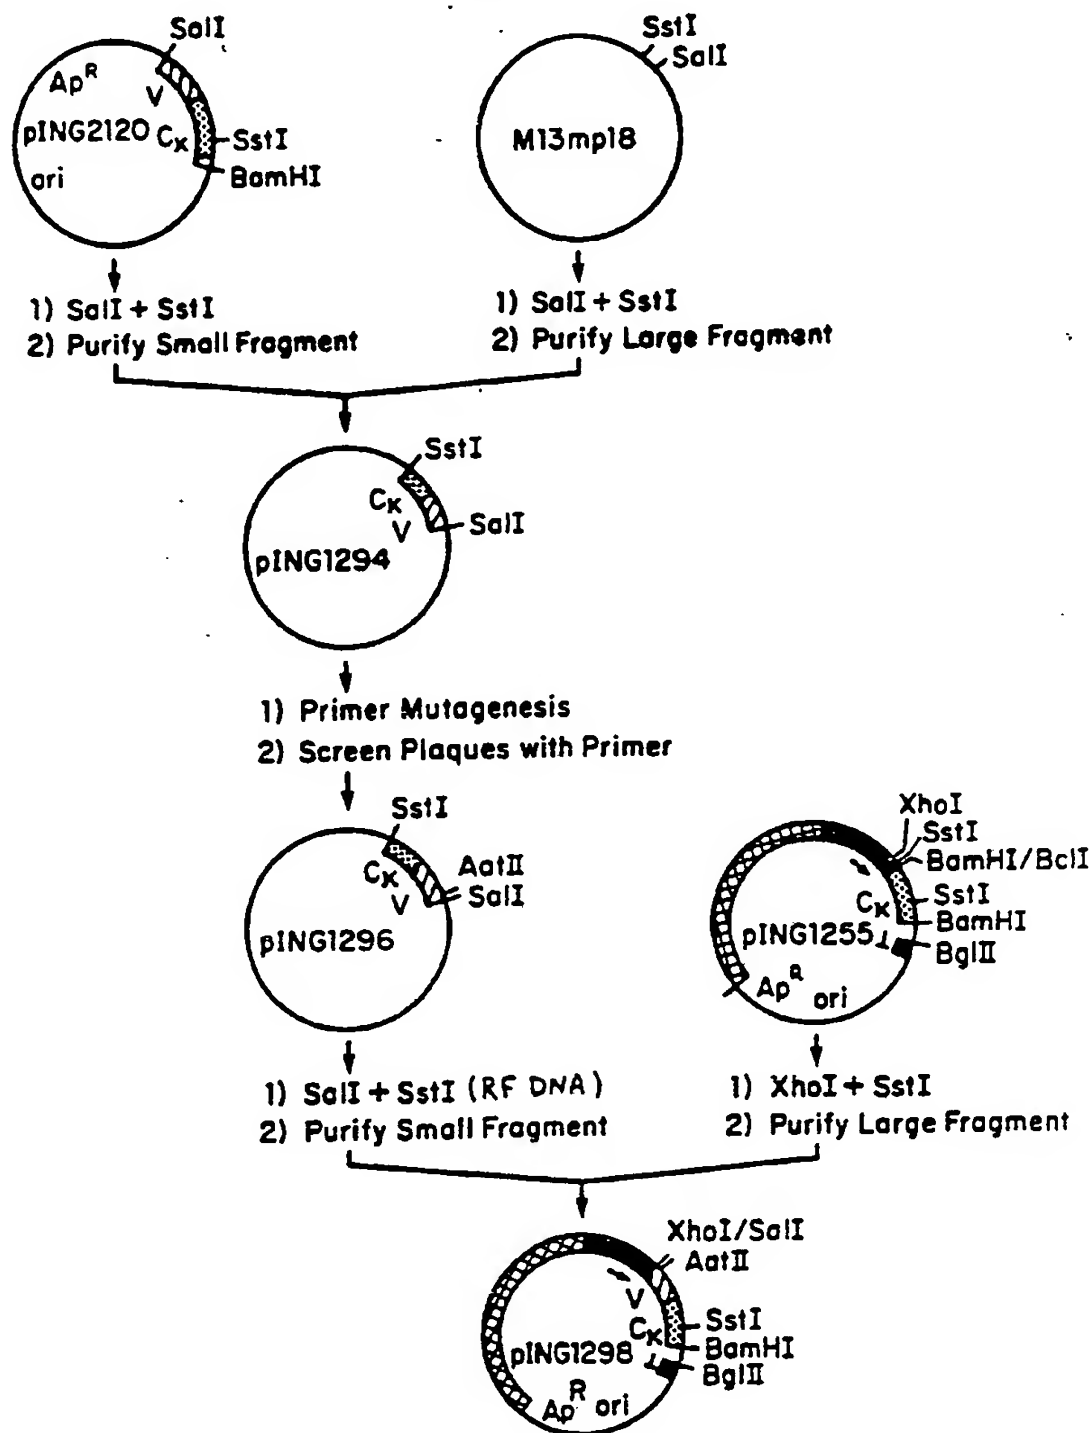 SalI
Ap^R
V
pING2120
Cκ
SstI
ori
BamHI
SstI
SalI
M13mp18
1) SalI + SstI
2) Purify Small Fragment
1) SalI + SstI
2) Purify Large Fragment
SstI
Cκ
V
SalI
pING1294
1) Primer Mutagenesis
2) Screen Plaques with Primer
SstI
AatII
SalI
Cκ
V
pING1296
XhoI
SstI
BamHI/BclI
SstI
Cκ
BamHI
pING1255
BglII
Ap^R
ori
1) SalI + SstI (RF DNA)
2) Purify Small Fragment
1) XhoI + SstI
2) Purify Large Fragment
XhoI/SalI
AatII
V
SstI
Cκ
BamHI
pING1298
BglII
Ap^R ori